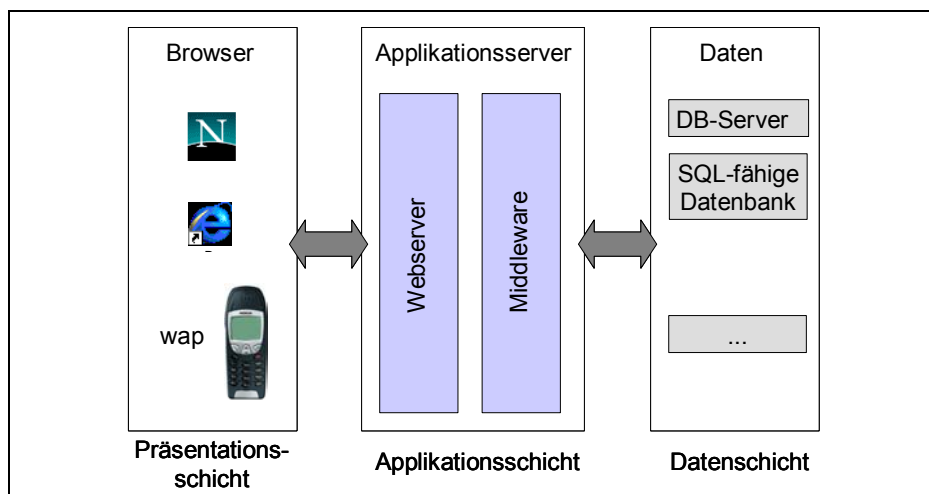 Browser
N
e
wap
Präsentations-
schicht
Applikationsserver
Webserver
Middleware
Applikationsschicht
Daten
DB-Server
SQL-fähige
Datenbank
...
Datenschicht